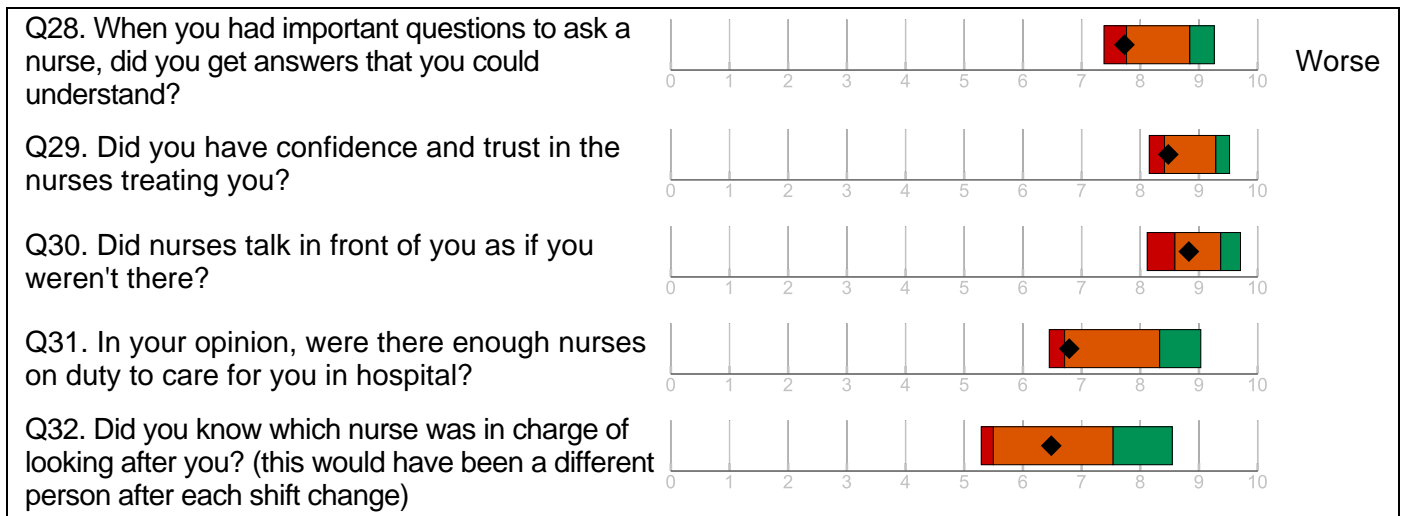 Q28. When you had important questions to ask a
nurse, did you get answers that you could
understand?
0 1 2 3 4 5 6 7 8 9 10
Worse
Q29. Did you have confidence and trust in the
nurses treating you?
0 1 2 3 4 5 6 7 8 9 10
Q30. Did nurses talk in front of you as if you
weren't there?
0 1 2 3 4 5 6 7 8 9 10
Q31. In your opinion, were there enough nurses
on duty to care for you in hospital?
0 1 2 3 4 5 6 7 8 9 10
Q32. Did you know which nurse was in charge of
looking after you? (this would have been a different
person after each shift change)
0 1 2 3 4 5 6 7 8 9 10